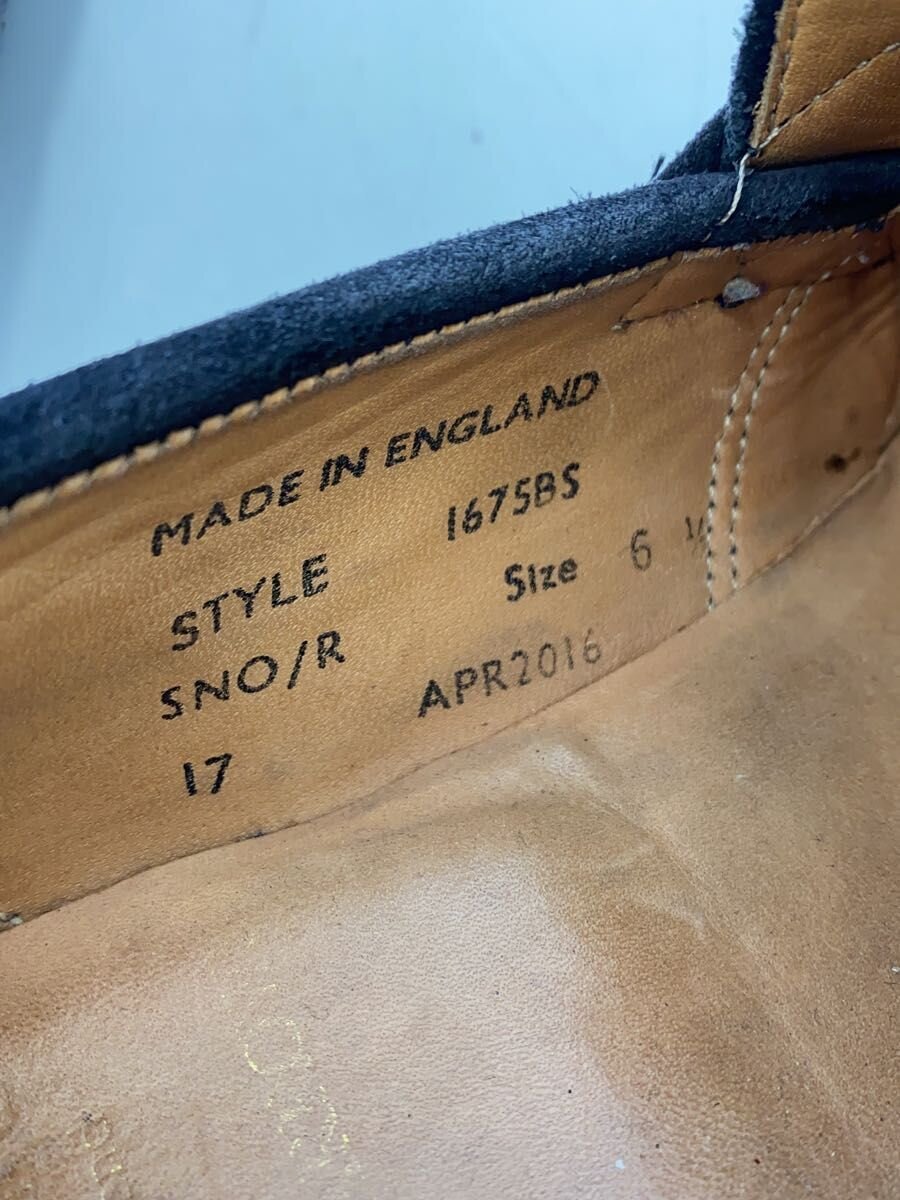 MADE IN ENGLAND
STYLE 1675BS
SNO/R Size 6 ½
17 APR2016